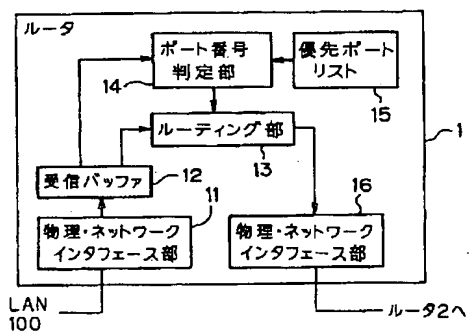 ルータ
ポート番号
判定部
14
優先ポート
リスト
15
ルーティング部
13
1
受信バッファ
12
物理・ネットワーク
インタフェース部
11
物理・ネットワーク
インタフェース部
16
LAN
100
ルータ2へ